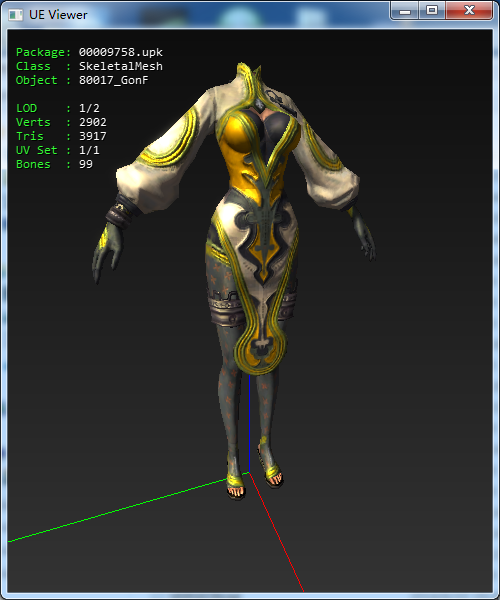 UE Viewer
Package: 00009758.upk
Class : SkeletalMesh
Object : 80017_GonF
LOD : 1/2
Verts : 2902
Tris : 3917
UV Set : 1/1
Bones : 99